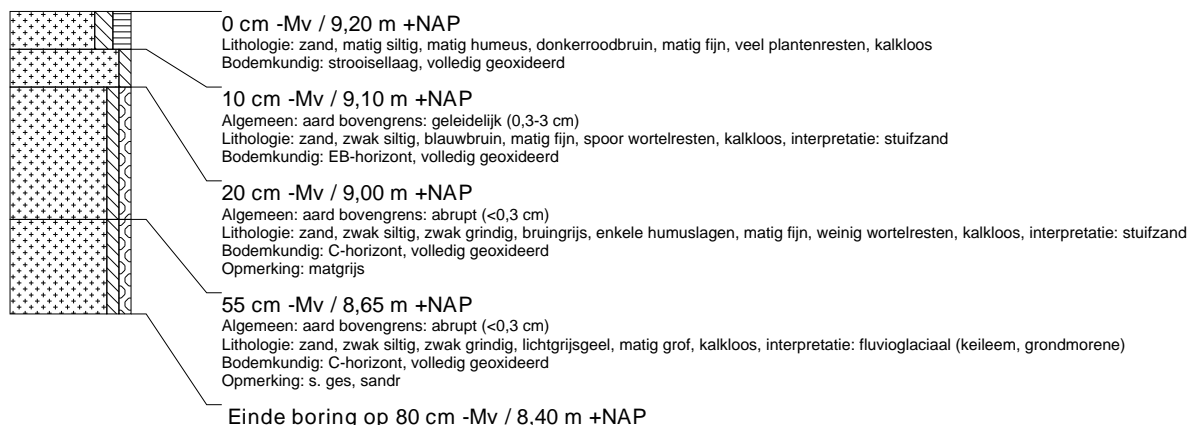 0 cm -Mv / 9,20 m +NAP
Lithologie: zand, matig siltig, matig humeus, donkerroodbruin, matig fijn, veel plantenresten, kalkloos
Bodemkundig: strooisellaag, volledig geoxideerd
10 cm -Mv / 9,10 m +NAP
Algemeen: aard bovengrens: geleidelijk (0,3-3 cm)
Lithologie: zand, zwak siltig, blauwbruin, matig fijn, spoor wortelresten, kalkloos, interpretatie: stuifzand
Bodemkundig: EB-horizont, volledig geoxideerd
20 cm -Mv / 9,00 m +NAP
Algemeen: aard bovengrens: abrupt (<0,3 cm)
Lithologie: zand, zwak siltig, zwak grindig, bruingrijs, enkele humuslagen, matig fijn, weinig wortelresten, kalkloos, interpretatie: stuifzand
Bodemkundig: C-horizont, volledig geoxideerd
Opmerking: matgrijs
55 cm -Mv / 8,65 m +NAP
Algemeen: aard bovengrens: abrupt (<0,3 cm)
Lithologie: zand, zwak siltig, zwak grindig, lichtgrijsgeel, matig grof, kalkloos, interpretatie: fluvioglaciaal (keileem, grondmorene)
Bodemkundig: C-horizont, volledig geoxideerd
Opmerking: s. ges, sandr
Einde boring op 80 cm -Mv / 8,40 m +NAP